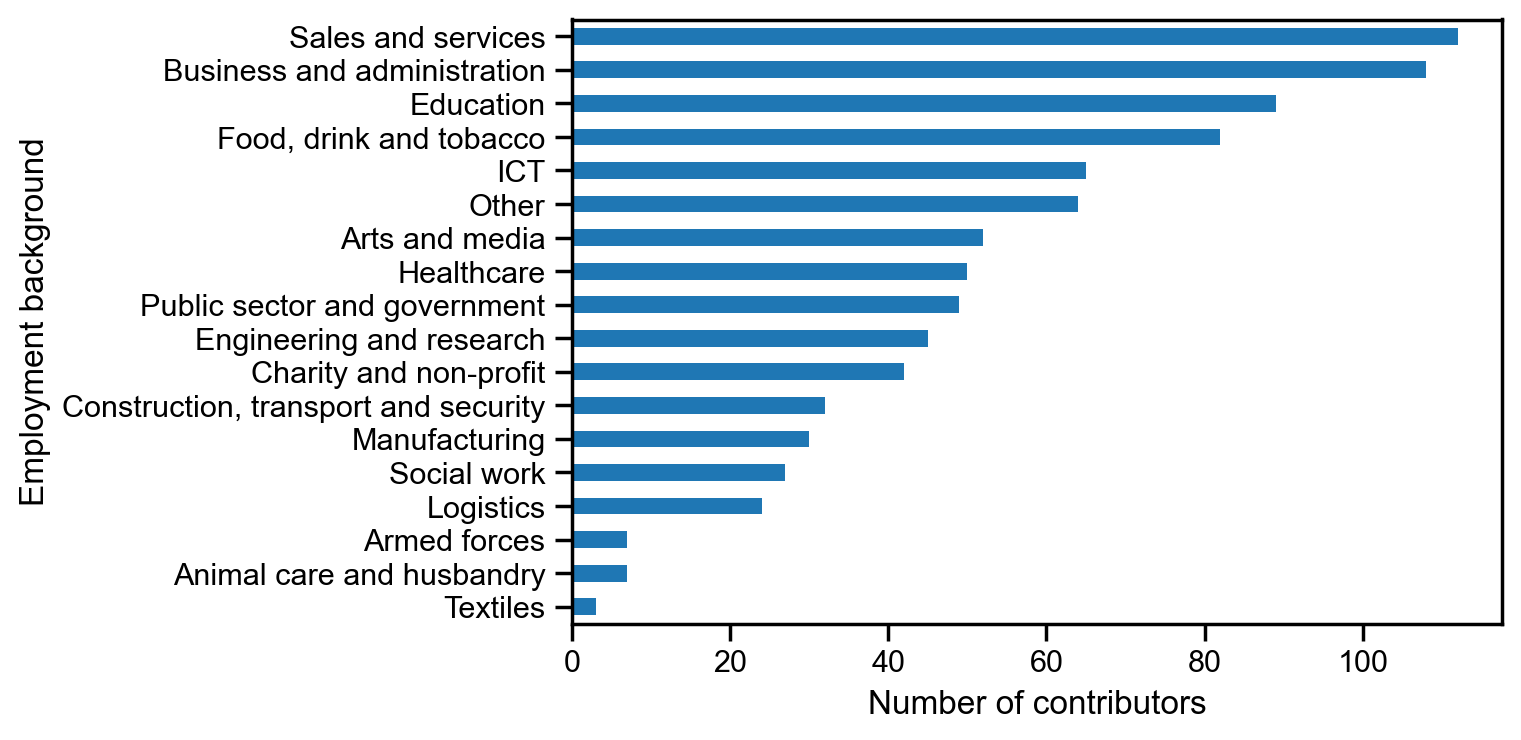 Sales and services
Business and administration
Education
Food, drink and tobacco
ICT
Other
Arts and media
Healthcare
Public sector and government
Engineering and research
Charity and non-profit
Construction, transport and security
Manufacturing
Social work
Logistics
Armed forces
Animal care and husbandry
Textiles
Employment background
0 20 40 60 80 100
Number of contributors